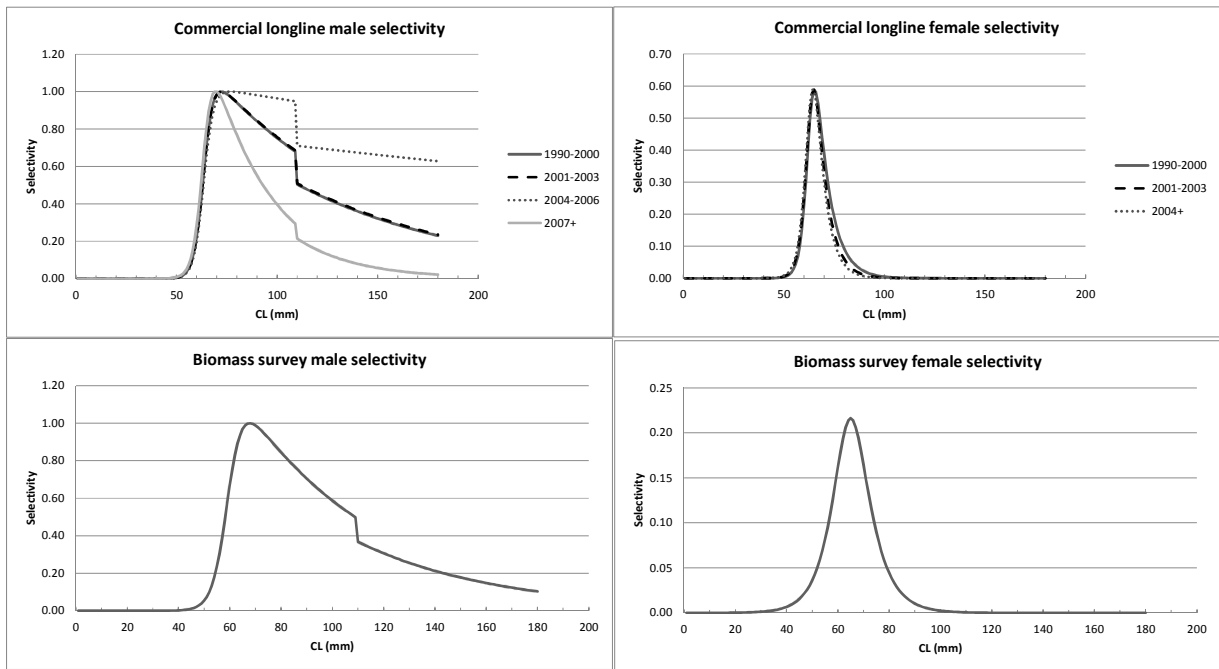 Commercial longline male selectivity
1.20
1.00
0.80
0.60
0.40
0.20
0.00
Selectivity
0 50 100 150 200
CL (mm)
1990-2000
2001-2003
2004-2006
2007+
Commercial longline female selectivity
0.70
0.60
0.50
0.40
0.30
0.20
0.10
0.00
Selectivity
0 50 100 150 200
CL (mm)
1990-2000
2001-2003
2004+
Biomass survey male selectivity
1.20
1.00
0.80
0.60
0.40
0.20
0.00
Selectivity
0 20 40 60 80 100 120 140 160 180 200
CL (mm)
Biomass survey female selectivity
0.25
0.20
0.15
0.10
0.05
0.00
Selectivity
0 20 40 60 80 100 120 140 160 180 200
CL (mm)